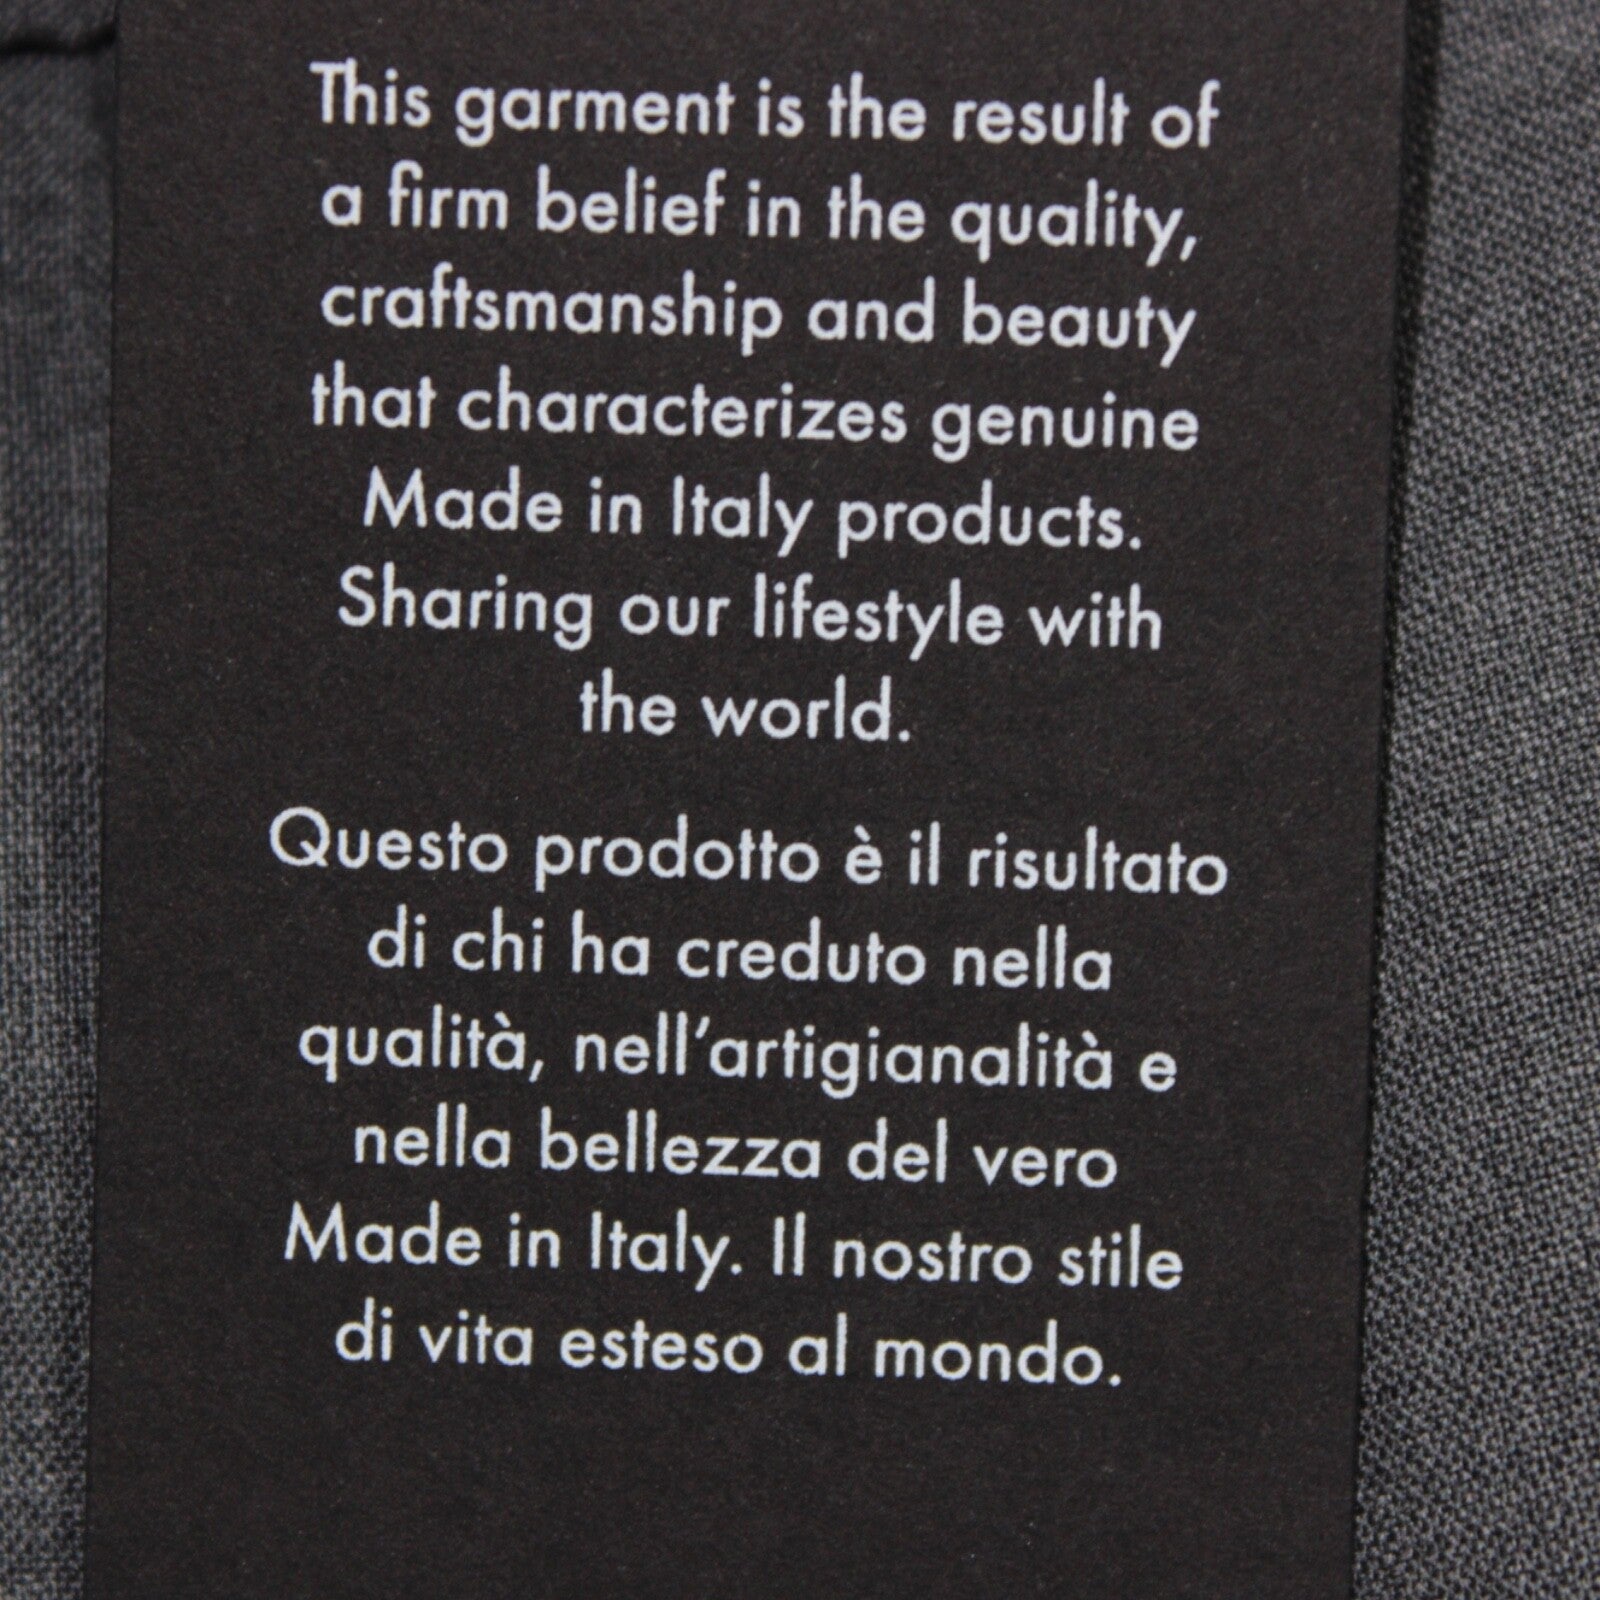 This garment is the result of
a firm belief in the quality,
craftsmanship and beauty
that characterizes genuine
Made in Italy products.
Sharing our lifestyle with
the world.
Questo prodotto è il risultato
di chi ha creduto nella
qualità, nell'artigianalità e
nella bellezza del vero
Made in Italy. Il nostro stile
di vita esteso al mondo.